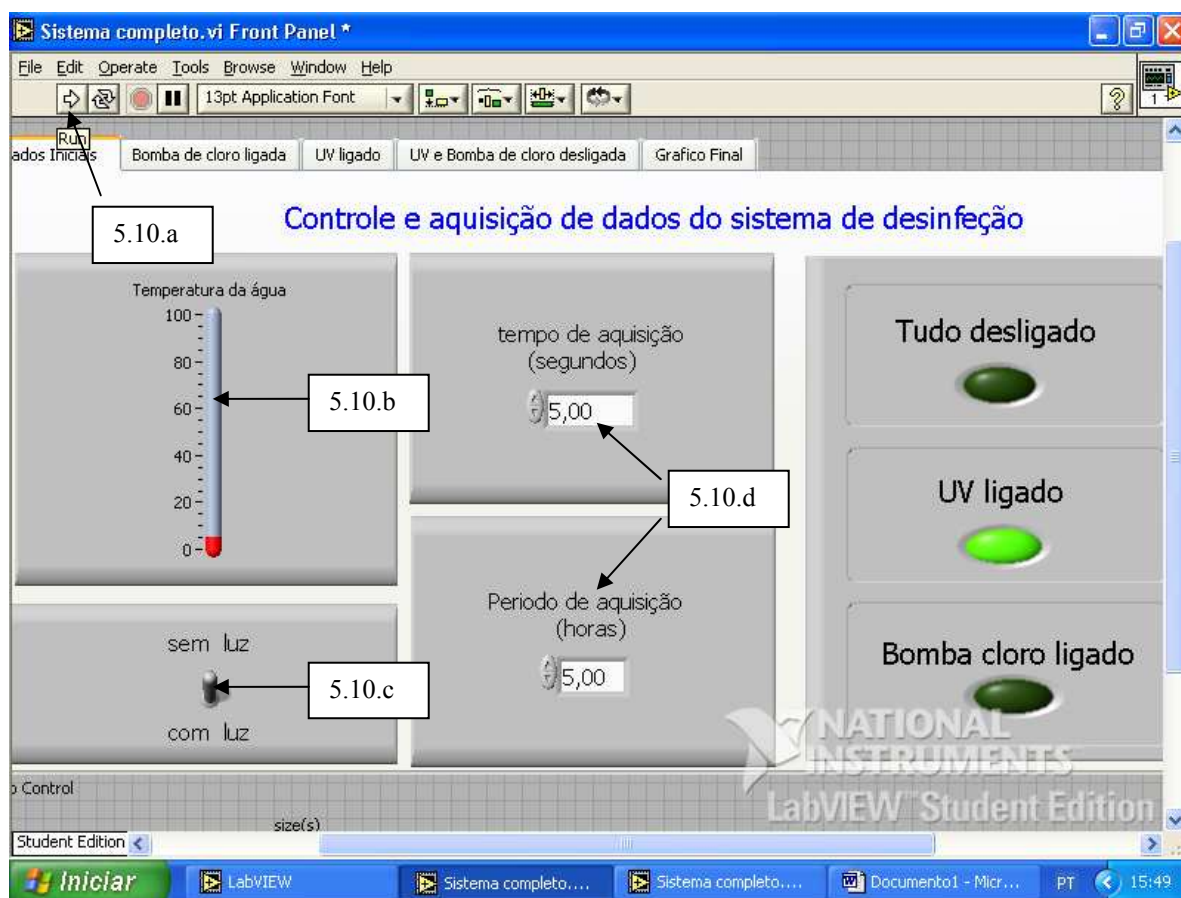 Sistema completo.vi Front Panel *
File Edit Operate Tools Browse Window Help
13pt Application Font
?
1
Run
ados Iniciais
Bomba de cloro ligada
UV ligado
UV e Bomba de cloro desligada
Grafico Final
5.10.a
Controle e aquisição de dados do sistema de desinfeção
Temperatura da água
100
80
60
40
20
0
5.10.b
sem luz
5.10.c
com luz
tempo de aquisição
(segundos)
5,00
5.10.d
Periodo de aquisição
(horas)
5,00
Tudo desligado
UV ligado
Bomba cloro ligado
NATIONAL
INSTRUMENTS
LabVIEW™ Student Edition
o Control
size(s)
Student Edition
Iniciar
LabVIEW
Sistema completo....
Sistema completo....
Documento1 - Micr...
PT
15:49